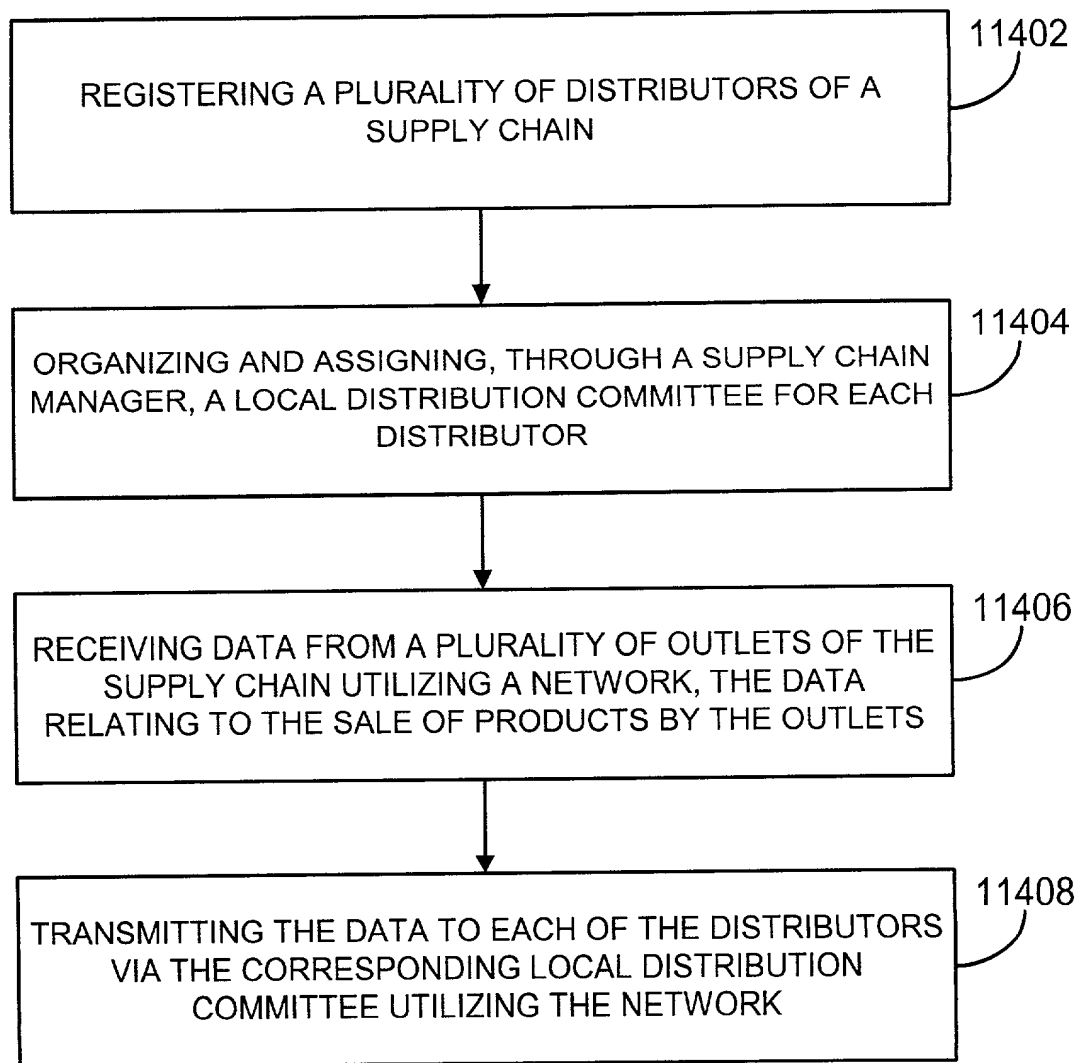 11402
REGISTERING A PLURALITY OF DISTRIBUTORS OF A
SUPPLY CHAIN
11404
ORGANIZING AND ASSIGNING, THROUGH A SUPPLY CHAIN
MANAGER, A LOCAL DISTRIBUTION COMMITTEE FOR EACH
DISTRIBUTOR
11406
RECEIVING DATA FROM A PLURALITY OF OUTLETS OF THE
SUPPLY CHAIN UTILIZING A NETWORK, THE DATA
RELATING TO THE SALE OF PRODUCTS BY THE OUTLETS
11408
TRANSMITTING THE DATA TO EACH OF THE DISTRIBUTORS
VIA THE CORRESPONDING LOCAL DISTRIBUTION
COMMITTEE UTILIZING THE NETWORK